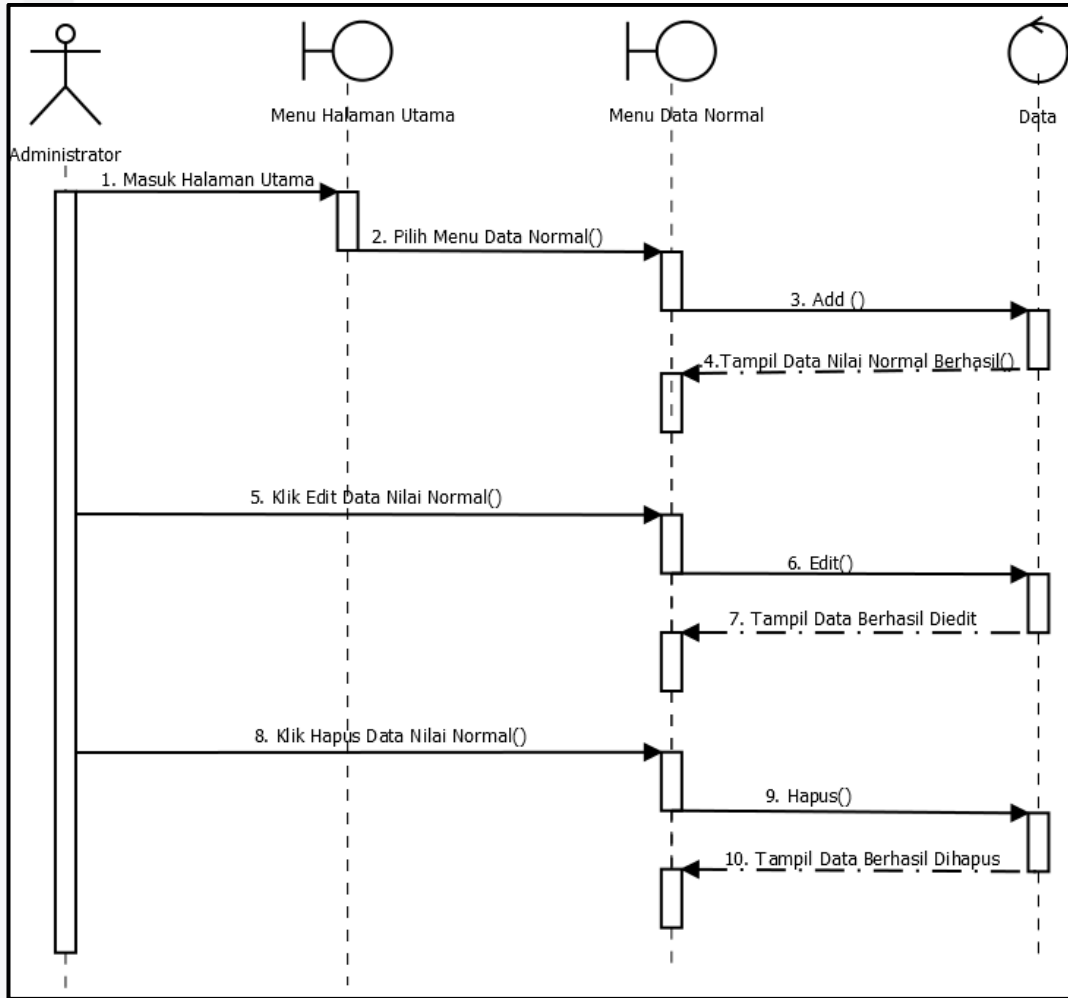 Menu Halaman Utama
Menu Data Normal
Data
Administrator
1. Masuk Halaman Utama
2. Pilih Menu Data Normal()
3. Add ()
4.Tampil Data Nilai Normal Berhasil()
5. Klik Edit Data Nilai Normal()
6. Edit()
7. Tampil Data Berhasil Diedit
8. Klik Hapus Data Nilai Normal()
9. Hapus()
10. Tampil Data Berhasil Dihapus